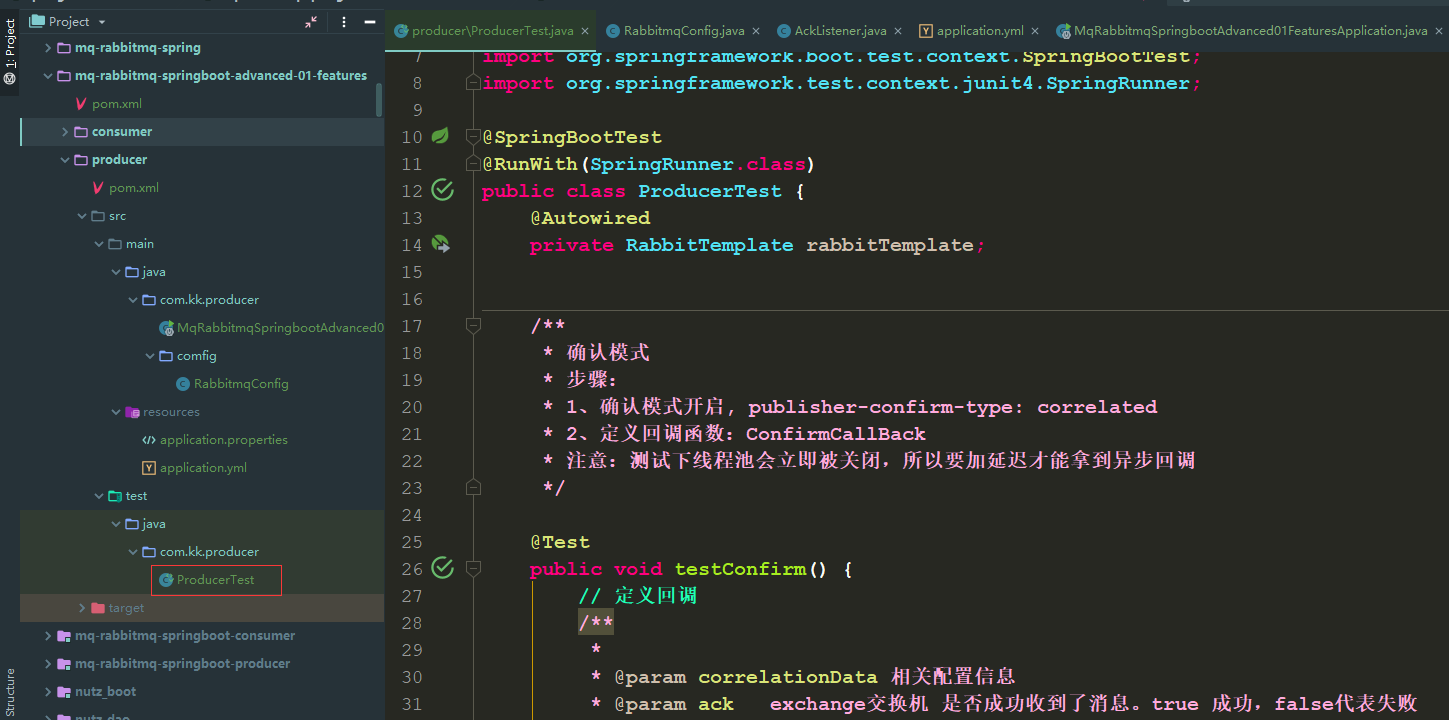 Project
1: Project
Structure
mq-rabbitmq-spring
mq-rabbitmq-springboot-advanced-01-features
pom.xml
consumer
producer
pom.xml
src
main
java
com.kk.producer
MqRabbitmqSpringbootAdvanced0
comfig
RabbitmqConfig
resources
application.properties
application.yml
test
java
com.kk.producer
ProducerTest
target
mq-rabbitmq-springboot-consumer
mq-rabbitmq-springboot-producer
nutz_boot
nutz_dao
producer\ProducerTest.java × RabbitmqConfig.java × AckListener.java × application.yml × MqRabbitmqSpringbootAdvanced01FeaturesApplication.java ×
7 import org.springframework.boot.test.context.SpringBootTest;
8 import org.springframework.test.context.junit4.SpringRunner;
9
10 @SpringBootTest
11 @RunWith(SpringRunner.class)
12 public class ProducerTest {
13 @Autowired
14 private RabbitTemplate rabbitTemplate;
15
16
17 /**
18 * 确认模式
19 * 步骤：
20 * 1、确认模式开启, publisher-confirm-type: correlated
21 * 2、定义回调函数：ConfirmCallBack
22 * 注意：测试下线程池会立即被关闭，所以要加延迟才能拿到异步回调
23 */
24
25 @Test
26 public void testConfirm() {
27 // 定义回调
28 /**
29 *
30 * @param correlationData 相关配置信息
31 * @param ack exchange交换机 是否成功收到了消息。true 成功，false代表失败